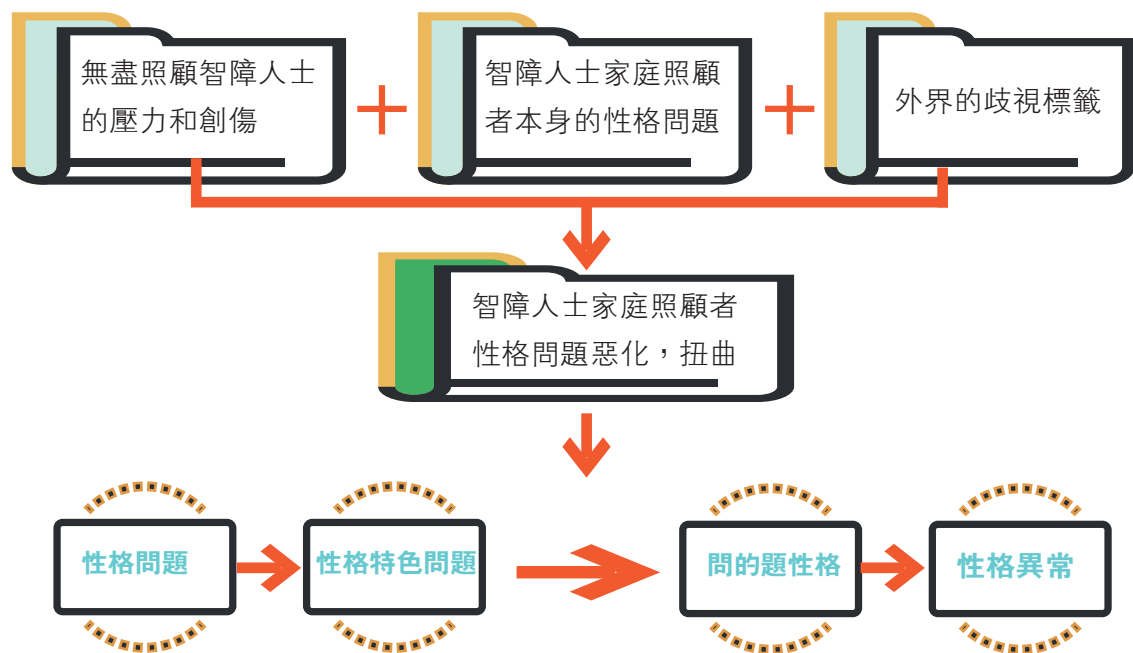 無盡照顧智障人士
的壓力和創傷
智障人士家庭照顧
者本身的性格問題
外界的歧視標籤
智障人士家庭照顧者
性格問題惡化，扭曲
性格問題
性格特色問題
問的題性格
性格異常